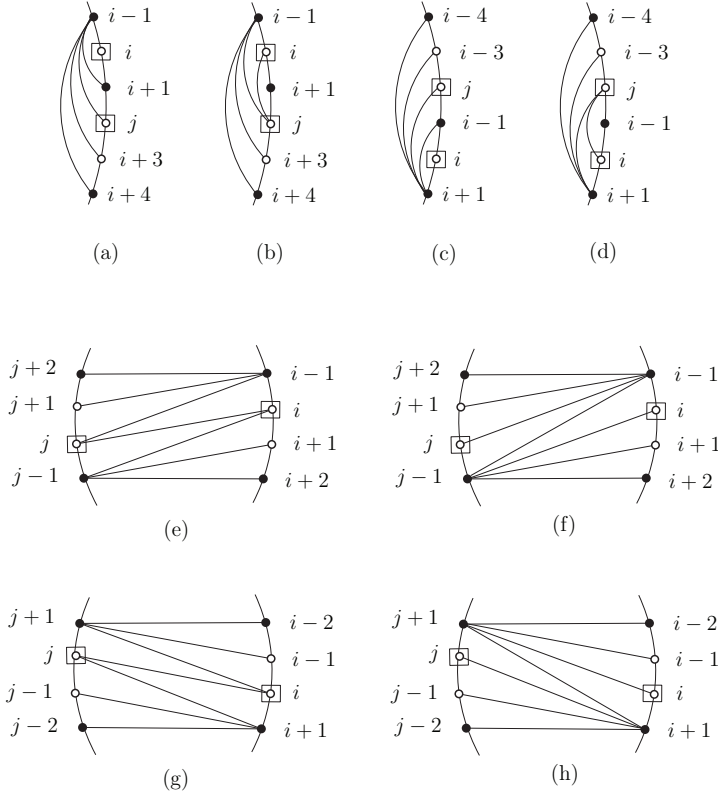 i − 1 i − 1 i − 4 i − 4
i i i − 3 i − 3
i + 1 i + 1 j j
j j i − 1 i − 1
i + 3 i + 3 i i
i + 4 i + 4 i + 1 i + 1
(a) (b) (c) (d)
j + 2 i − 1 j + 2 i − 1
j + 1 i j + 1 i
j i + 1 j i + 1
j − 1 i + 2 j − 1 i + 2
(e) (f)
j + 1 i − 2 j + 1 i − 2
j i − 1 j i − 1
j − 1 i j − 1 i
j − 2 i + 1 j − 2 i + 1
(g) (h)